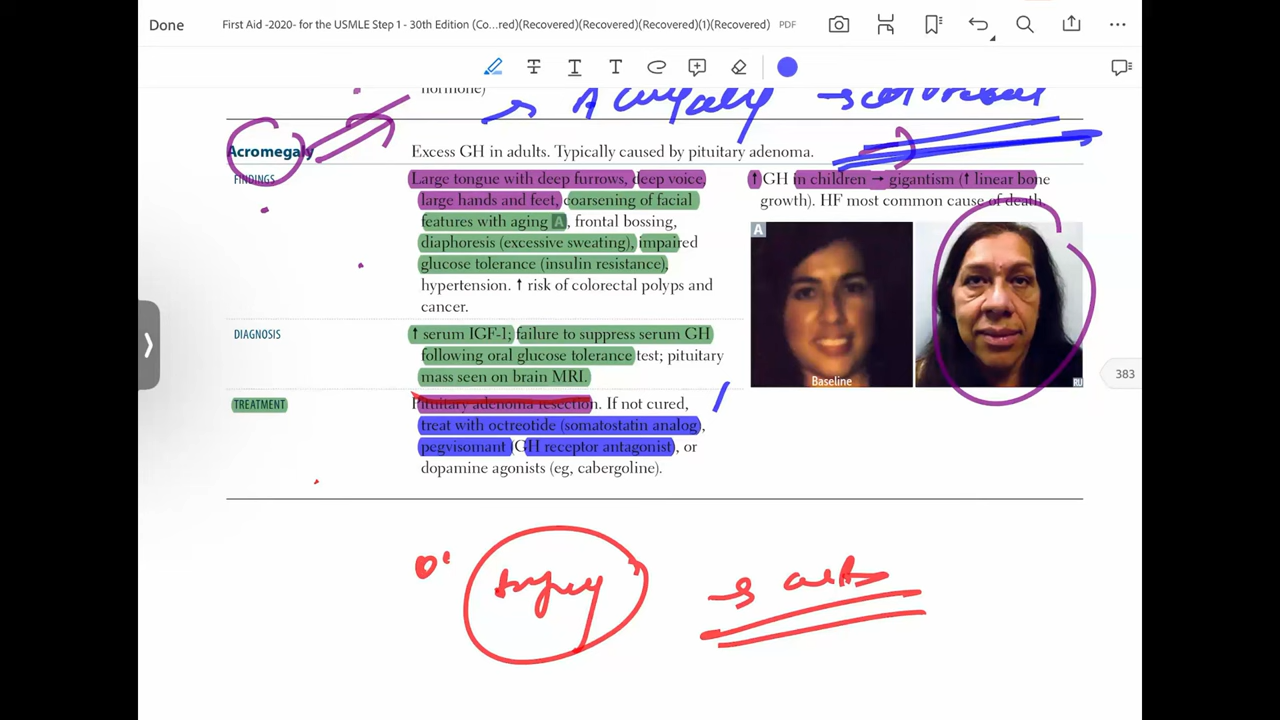 Done
First Aid -2020- for the USMLE Step 1 - 30th Edition (Co...red)(Recovered)(Recovered)(Recovered)(1)(Recovered) PDF
hormone)
Acromegaly
Acromegaly Excess GH in adults. Typically caused by pituitary adenoma.
FINDINGS
Large tongue with deep furrows, deep voice,
large hands and feet, coarsening of facial
features with aging A, frontal bossing,
diaphoresis (excessive sweating), impaired
glucose tolerance (insulin resistance),
hypertension. ↑ risk of colorectal polyps and
cancer.
↑ GH in children → gigantism (↑ linear bone
growth). HF most common cause of death.
A
Baseline
RU
383
DIAGNOSIS
↑ serum IGF-1; failure to suppress serum GH
following oral glucose tolerance test; pituitary
mass seen on brain MRI.
TREATMENT
Pituitary adenoma resection. If not cured,
treat with octreotide (somatostatin analog),
pegvisomant (GH receptor antagonist), or
dopamine agonists (eg, cabergoline).